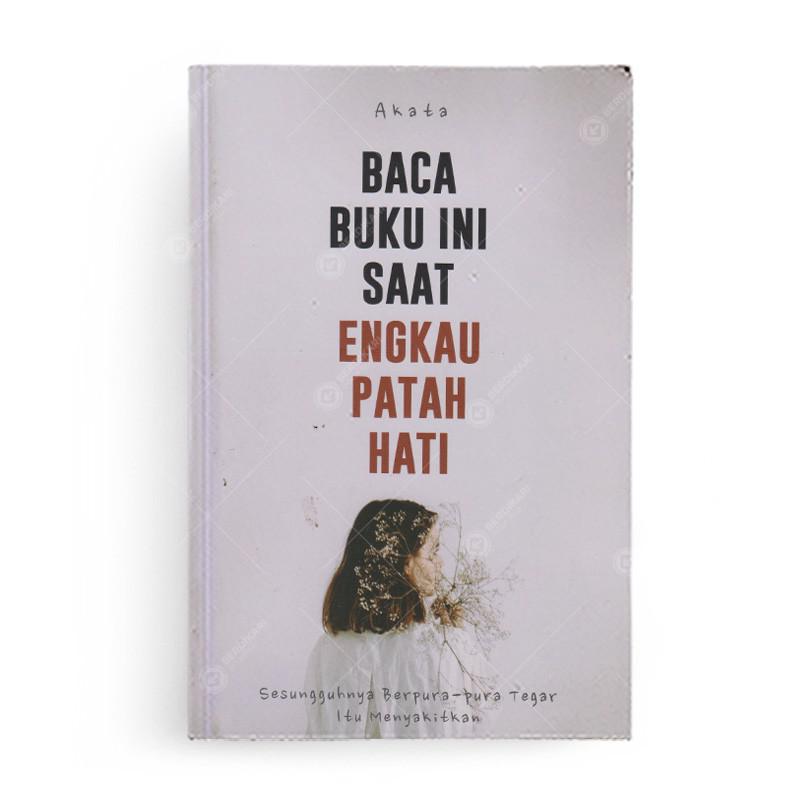 Akata
BACA
BUKU INI
SAAT
ENGKAU
PATAH
HATI
Sesungguhnya Berpura-pura Tegar
Itu Menyakitkan